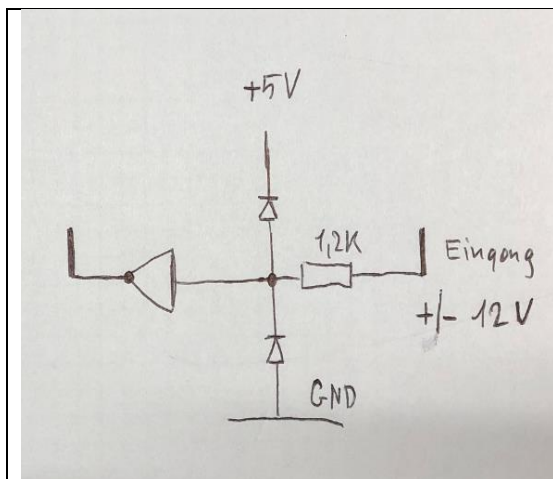 +5V
1,2K
Eingang
+/- 12V
GND